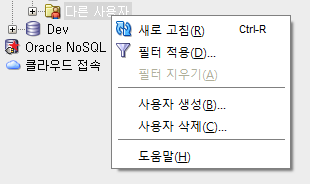 다른 사용자
Dev
Oracle NoSQL
클라우드 접속
새로 고침(R) Ctrl-R
필터 적용(D)...
필터 지우기(A)
사용자 생성(B)...
사용자 삭제(C)...
도움말(H)